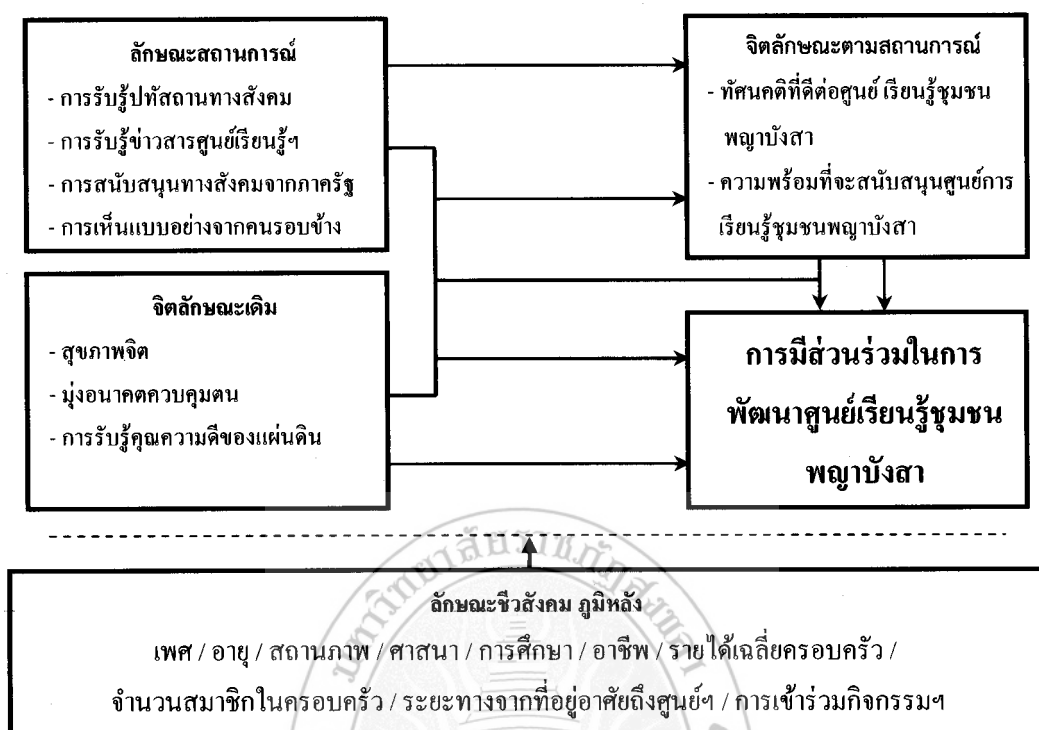 ลักษณะสถานการณ์
- การรับรู้ปทัสถานทางสังคม
- การรับรู้ข่าวสารศูนย์เรียนรู้ฯ
- การสนับสนุนทางสังคมจากภาครัฐ
- การเห็นแบบอย่างจากคนรอบข้าง
จิตลักษณะตามสถานการณ์
- ทัศนคติที่ดีต่อศูนย์ เรียนรู้ชุมชน
พญาบังสา
- ความพร้อมที่จะสนับสนุนศูนย์การ
เรียนรู้ชุมชนพญาบังสา
จิตลักษณะเดิม
- สุขภาพจิต
- มุ่งอนาคตควบคุมตน
- การรับรู้คุณความดีของแผ่นดิน
การมีส่วนร่วมในการ
พัฒนาศูนย์เรียนรู้ชุมชน
พญาบังสา
มหาวิทยาลัยราชภัฏสงขลา
ลักษณะชีวสังคม ภูมิหลัง
เพศ / อายุ / สถานภาพ / ศาสนา / การศึกษา / อาชีพ / รายได้เฉลี่ยครอบครัว /
จำนวนสมาชิกในครอบครัว / ระยะทางจากที่อยู่อาศัยถึงศูนย์ฯ / การเข้าร่วมกิจกรรมฯ